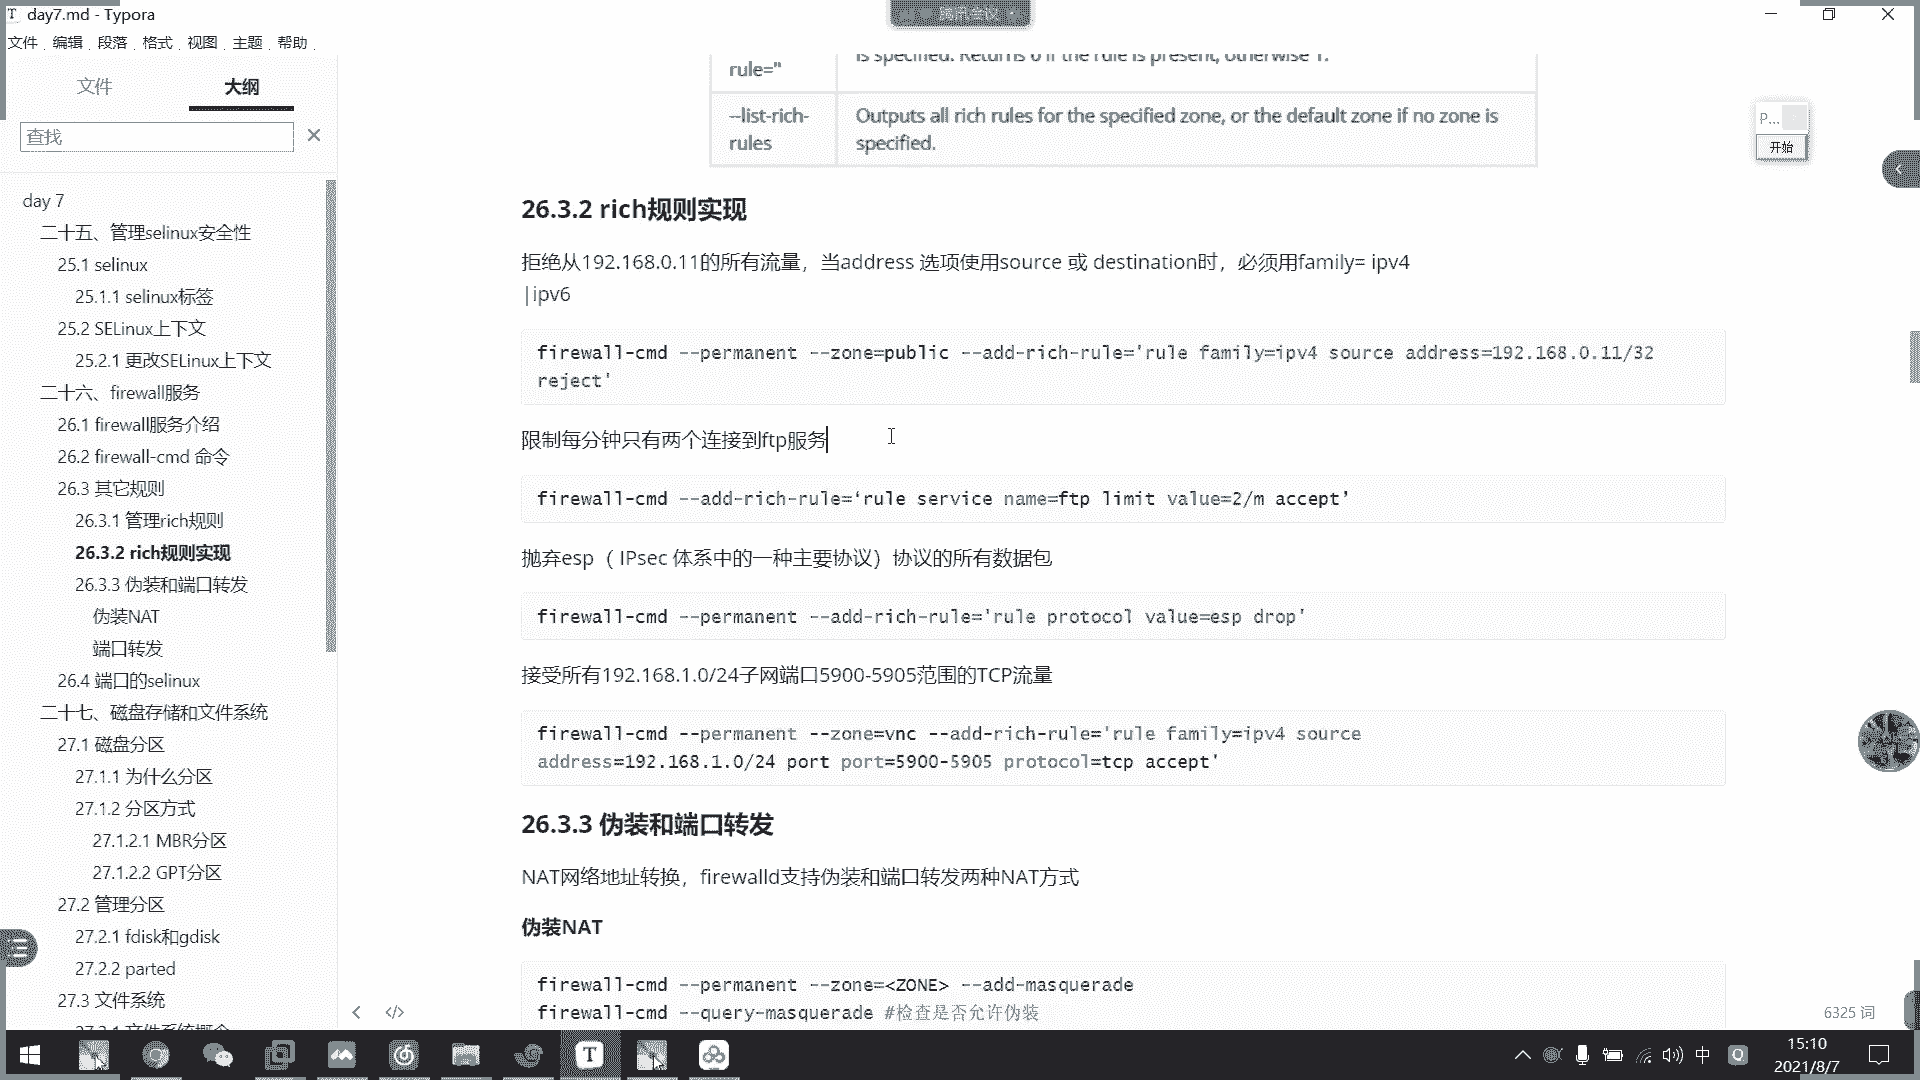 day7.md - Typora
腾讯会议
文件 编辑 段落 格式 视图 主题 帮助
文件
大纲
查找
day 7
二十五、管理selinux安全性
25.1 selinux
25.1.1 selinux标签
25.2 SELinux上下文
25.2.1 更改SELinux上下文
二十六、firewall服务
26.1 firewall服务介绍
26.2 firewall-cmd 命令
26.3 其它规则
26.3.1 管理rich规则
26.3.2 rich规则实现
26.3.3 伪装和端口转发
伪装NAT
端口转发
26.4 端口的selinux
二十七、磁盘存储和文件系统
27.1 磁盘分区
27.1.1 为什么分区
27.1.2 分区方式
27.1.2.1 MBR分区
27.1.2.2 GPT分区
27.2 管理分区
27.2.1 fdisk和gdisk
27.2.2 parted
27.3 文件系统
27.3.1 文件系统概念
rule="
is specified. Returns 0 if the rule is present, otherwise 1.
--list-rich-
rules
Outputs all rich rules for the specified zone, or the default zone if no zone is
specified.
26.3.2 rich规则实现
拒绝从192.168.0.11的所有流量，当address 选项使用source 或 destination时，必须用family= ipv4
|ipv6
firewall-cmd --permanent --zone=public --add-rich-rule='rule family=ipv4 source address=192.168.0.11/32
reject'
限制每分钟只有两个连接到ftp服务
firewall-cmd --add-rich-rule=‘rule service name=ftp limit value=2/m accept’
抛弃esp（ IPsec 体系中的一种主要协议）协议的所有数据包
firewall-cmd --permanent --add-rich-rule='rule protocol value=esp drop'
接受所有192.168.1.0/24子网端口5900-5905范围的TCP流量
firewall-cmd --permanent --zone=vnc --add-rich-rule='rule family=ipv4 source
address=192.168.1.0/24 port port=5900-5905 protocol=tcp accept'
26.3.3 伪装和端口转发
NAT网络地址转换，firewalld支持伪装和端口转发两种NAT方式
伪装NAT
firewall-cmd --permanent --zone=<ZONE> --add-masquerade
firewall-cmd --query-masquerade #检查是否允许伪装
P...
开始
6325 词
中
15:10
2021/8/7